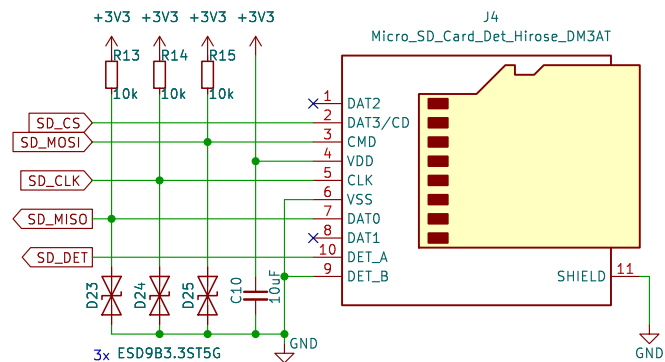 J4
Micro_SD_Card_Det_Hirose_DM3AT
+3V3 +3V3 +3V3 +3V3
R13 R14 R15
10k 10k 10k
1 DAT2
SD_CS 2 DAT3/CD
SD_MOSI 3 CMD
4 VDD
SD_CLK 5 CLK
6 VSS
SD_MISO 7 DAT0
8 DAT1
SD_DET 10 DET_A
9 DET_B
SHIELD 11
D23 D24 D25 C10 10uF
GND
GND
3x ESD9B3.3ST5G